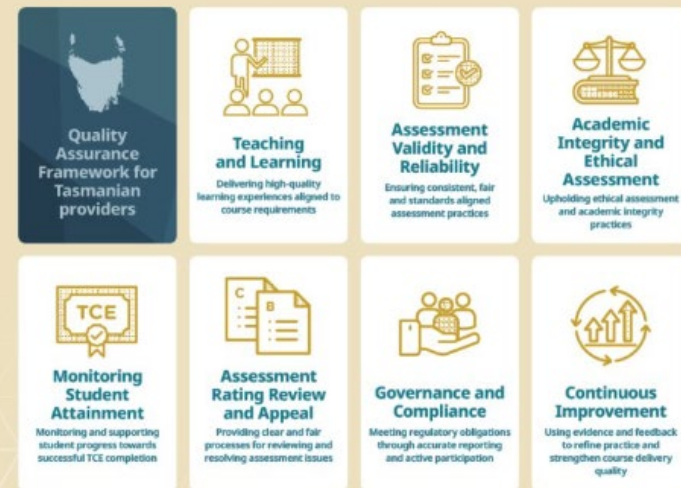 Quality
Assurance
Framework for
Tasmanian
providers
Teaching
and Learning
Delivering high-quality
learning experiences aligned to
course requirements
Assessment
Validity and
Reliability
Ensuring consistent, fair
and standards aligned
assessment practices
Academic
Integrity and
Ethical
Assessment
Upholding ethical assessment
and academic integrity
practices
TCE
Monitoring
Student
Attainment
Monitoring and supporting
student progress towards
successful TCE completion
C
B
Assessment
Rating Review
and Appeal
Providing clear and fair
processes for reviewing and
resolving assessment issues
Governance and
Compliance
Meeting regulatory obligations
through accurate reporting
and active participation
Continuous
Improvement
Using evidence and feedback
to refine practice and
strengthen course delivery
quality